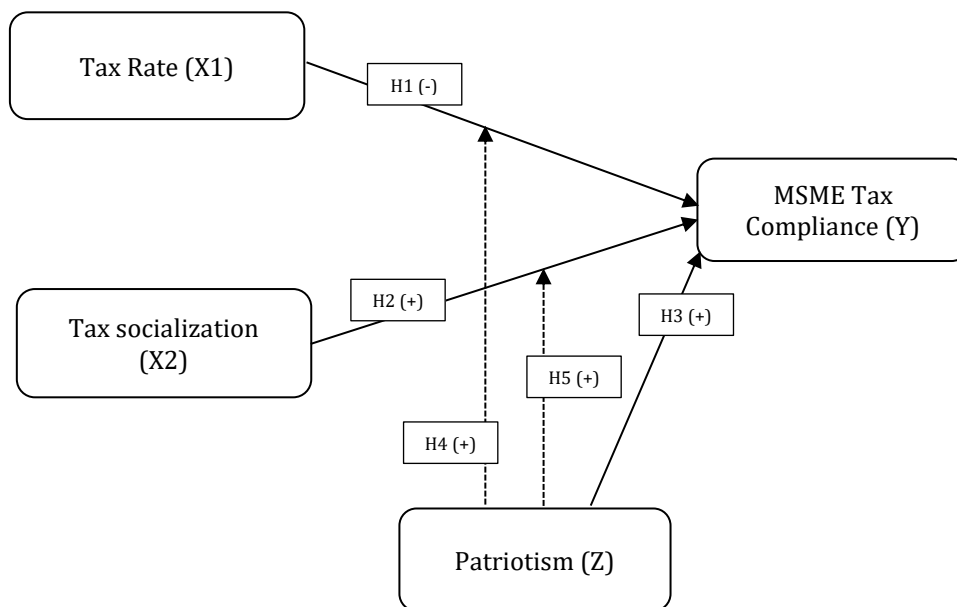 Tax Rate (X1)
H1 (-)
MSME Tax
Compliance (Y)
Tax socialization
(X2)
H2 (+)
H3 (+)
H5 (+)
H4 (+)
Patriotism (Z)